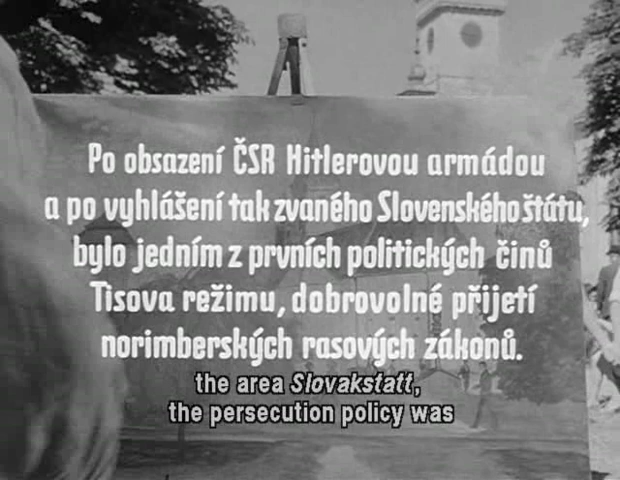 Po obsazení ČSR Hitlerovou armádou
a po vyhlášení tak zvaného Slovenského štátu,
bylo jedním z prvních politických činů
Tisova režimu, dobrovolné přijetí
norimberských rasových zákonů.
the area Slovakstatt,
the persecution policy was